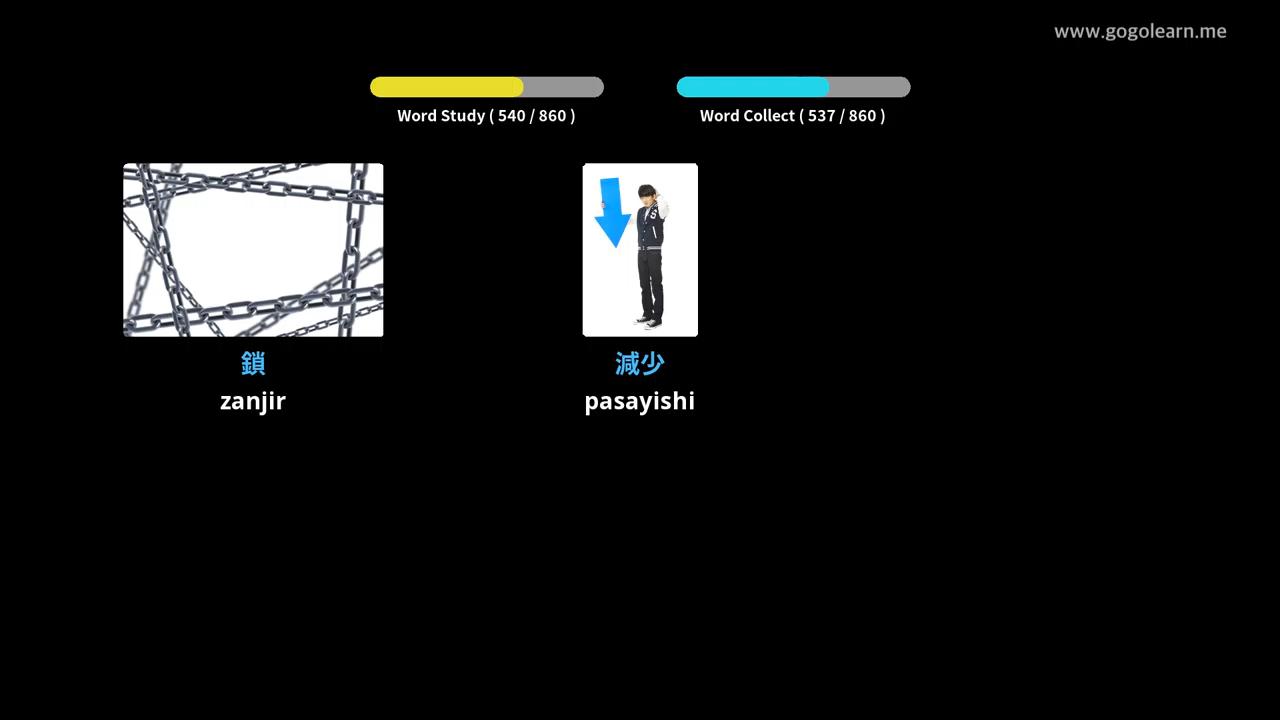 www.gogolearn.me
Word Study ( 540 / 860 )
Word Collect ( 537 / 860 )
鎖
zanjir
減少
pasayishi